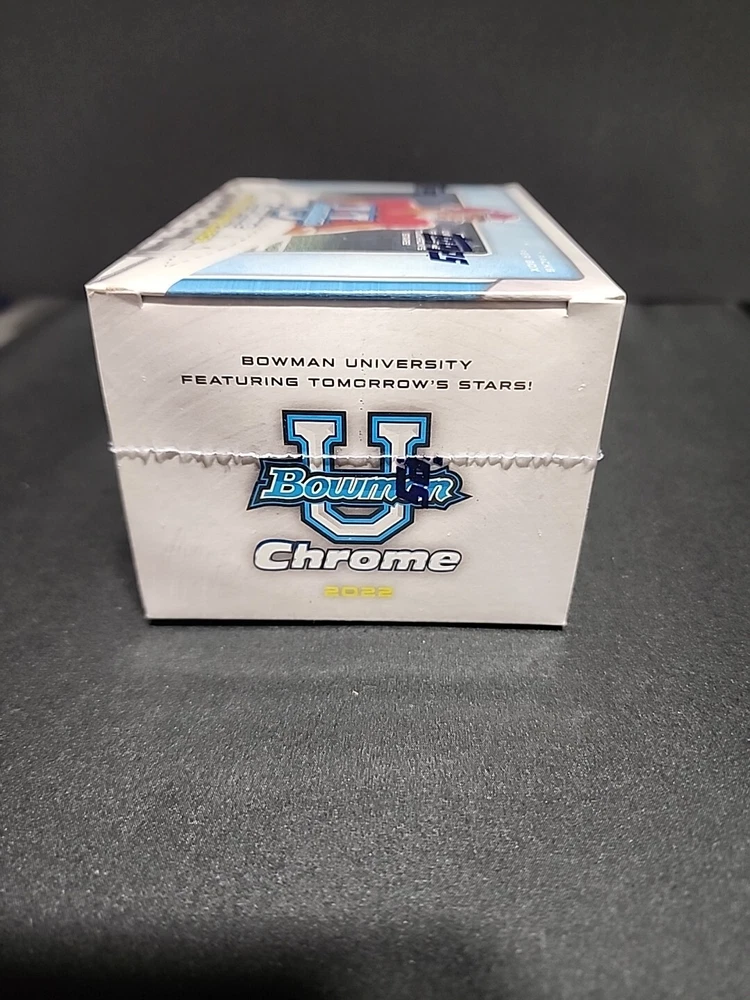 BOWMAN UNIVERSITY
FEATURING TOMORROW'S STARS!
U
Bowman
Chrome
2022